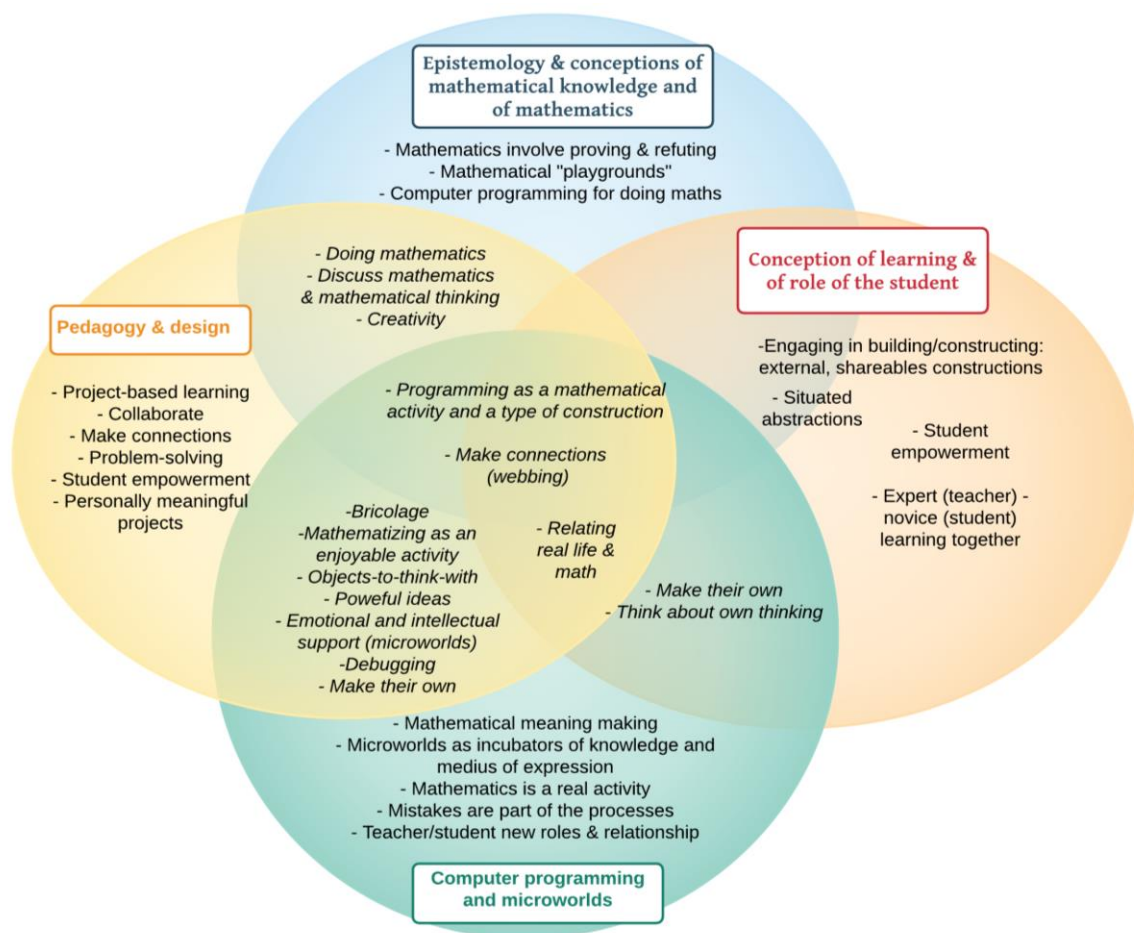 Epistemology & conceptions of
mathematical knowledge and
of mathematics
- Mathematics involve proving & refuting
- Mathematical "playgrounds"
- Computer programming for doing maths
- Doing mathematics
- Discuss mathematics
& mathematical thinking
- Creativity
Conception of learning &
of role of the student
-Engaging in building/constructing:
external, shareables constructions
- Situated
abstractions
- Student
empowerment
- Expert (teacher) -
novice (student)
learning together
Pedagogy & design
- Project-based learning
- Collaborate
- Make connections
- Problem-solving
- Student empowerment
- Personally meaningful
projects
- Programming as a mathematical
activity and a type of construction
- Make connections
(webbing)
-Bricolage
-Mathematizing as an
enjoyable activity
- Objects-to-think-with
- Poweful ideas
- Emotional and intellectual
support (microworlds)
-Debugging
- Make their own
- Relating
real life &
math
- Make their own
- Think about own thinking
- Mathematical meaning making
- Microworlds as incubators of knowledge and
medius of expression
- Mathematics is a real activity
- Mistakes are part of the processes
- Teacher/student new roles & relationship
Computer programming
and microworlds